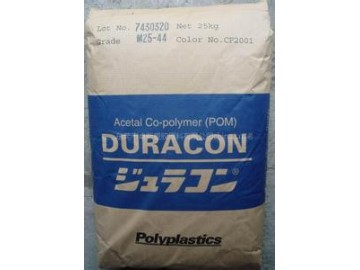 Lot No. 7430320 Net 25kg
Grade M25-44 Color No.CF2001
Acetal Co-polymer (POM)
DURACON
ジュラコン®
Polyplastics